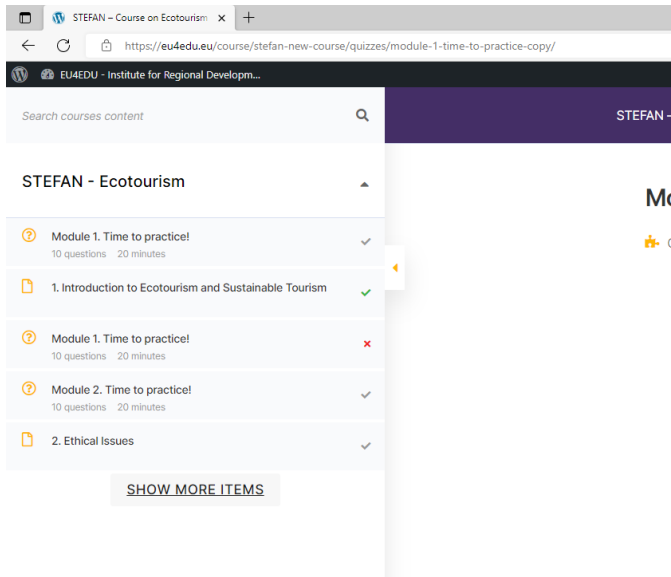 STEFAN – Course on Ecotourism
https://eu4edu.eu/course/stefan-new-course/quizzes/module-1-time-to-practice-copy/
EU4EDU - Institute for Regional Developm...
Search courses content
STEFAN -
STEFAN - Ecotourism
Mo
Module 1. Time to practice!
10 questions 20 minutes
1. Introduction to Ecotourism and Sustainable Tourism
Module 1. Time to practice!
10 questions 20 minutes
Module 2. Time to practice!
10 questions 20 minutes
2. Ethical Issues
SHOW MORE ITEMS